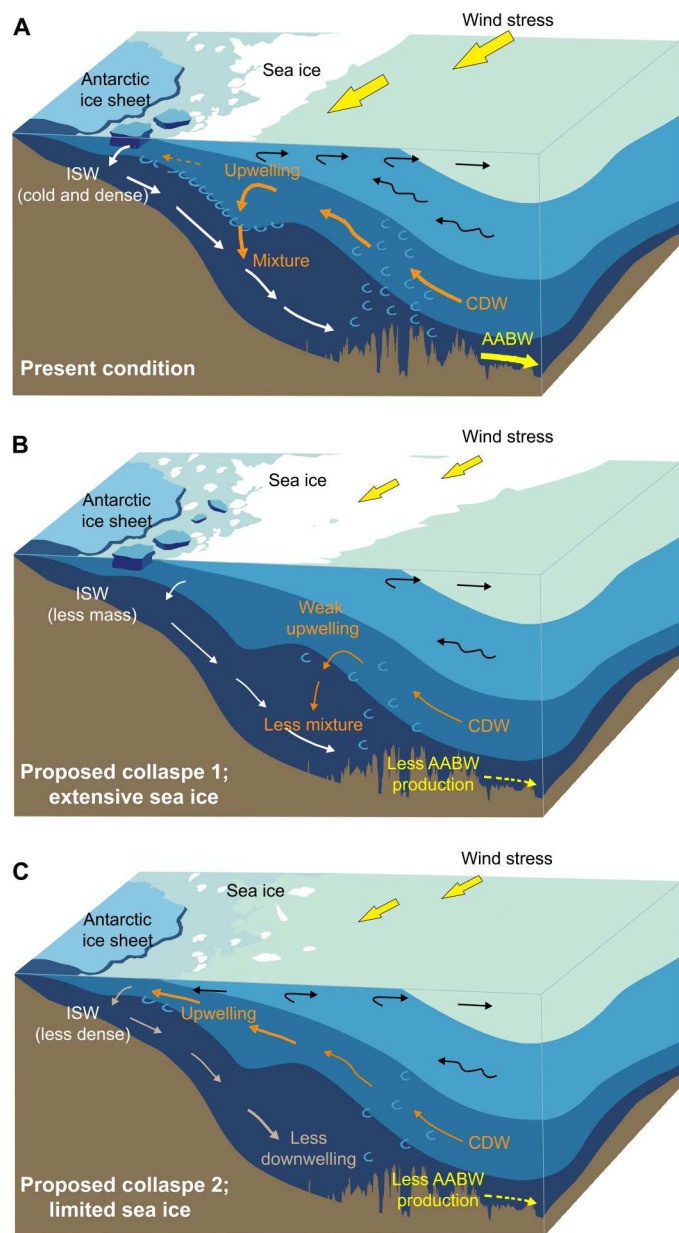 A
Wind stress
Sea ice
Antarctic
ice sheet
ISW
(cold and dense)
Upwelling
Mixture
CDW
AABW
Present condition
B
Wind stress
Sea ice
Antarctic
ice sheet
ISW
(less mass)
Weak
upwelling
Less mixture
CDW
Less AABW
production
Proposed collaspe 1;
extensive sea ice
C
Wind stress
Sea ice
Antarctic
ice sheet
ISW
(less dense)
Upwelling
CDW
Less
downwelling
Less AABW
production
Proposed collaspe 2;
limited sea ice